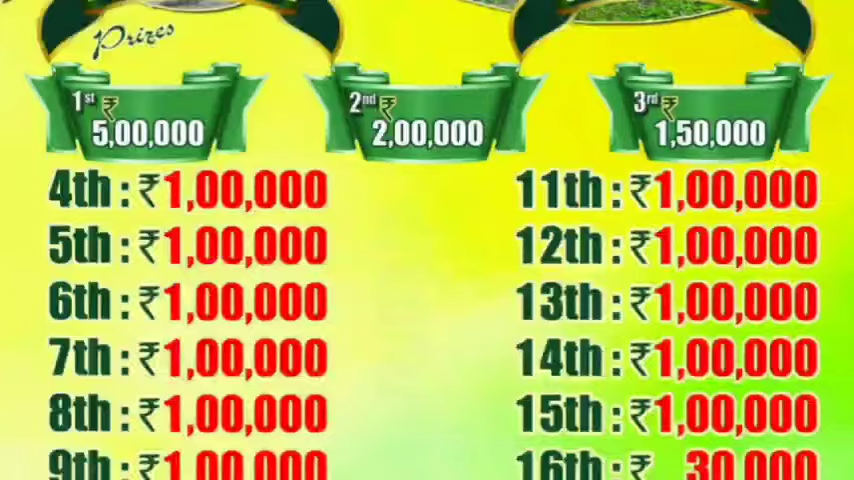 Prizes
1st ₹ 5,00,000
2nd ₹ 2,00,000
3rd ₹ 1,50,000
4th : ₹ 1,00,000
5th : ₹ 1,00,000
6th : ₹ 1,00,000
7th : ₹ 1,00,000
8th : ₹ 1,00,000
9th : ₹ 1,00,000
11th : ₹ 1,00,000
12th : ₹ 1,00,000
13th : ₹ 1,00,000
14th : ₹ 1,00,000
15th : ₹ 1,00,000
16th : ₹ 30,000